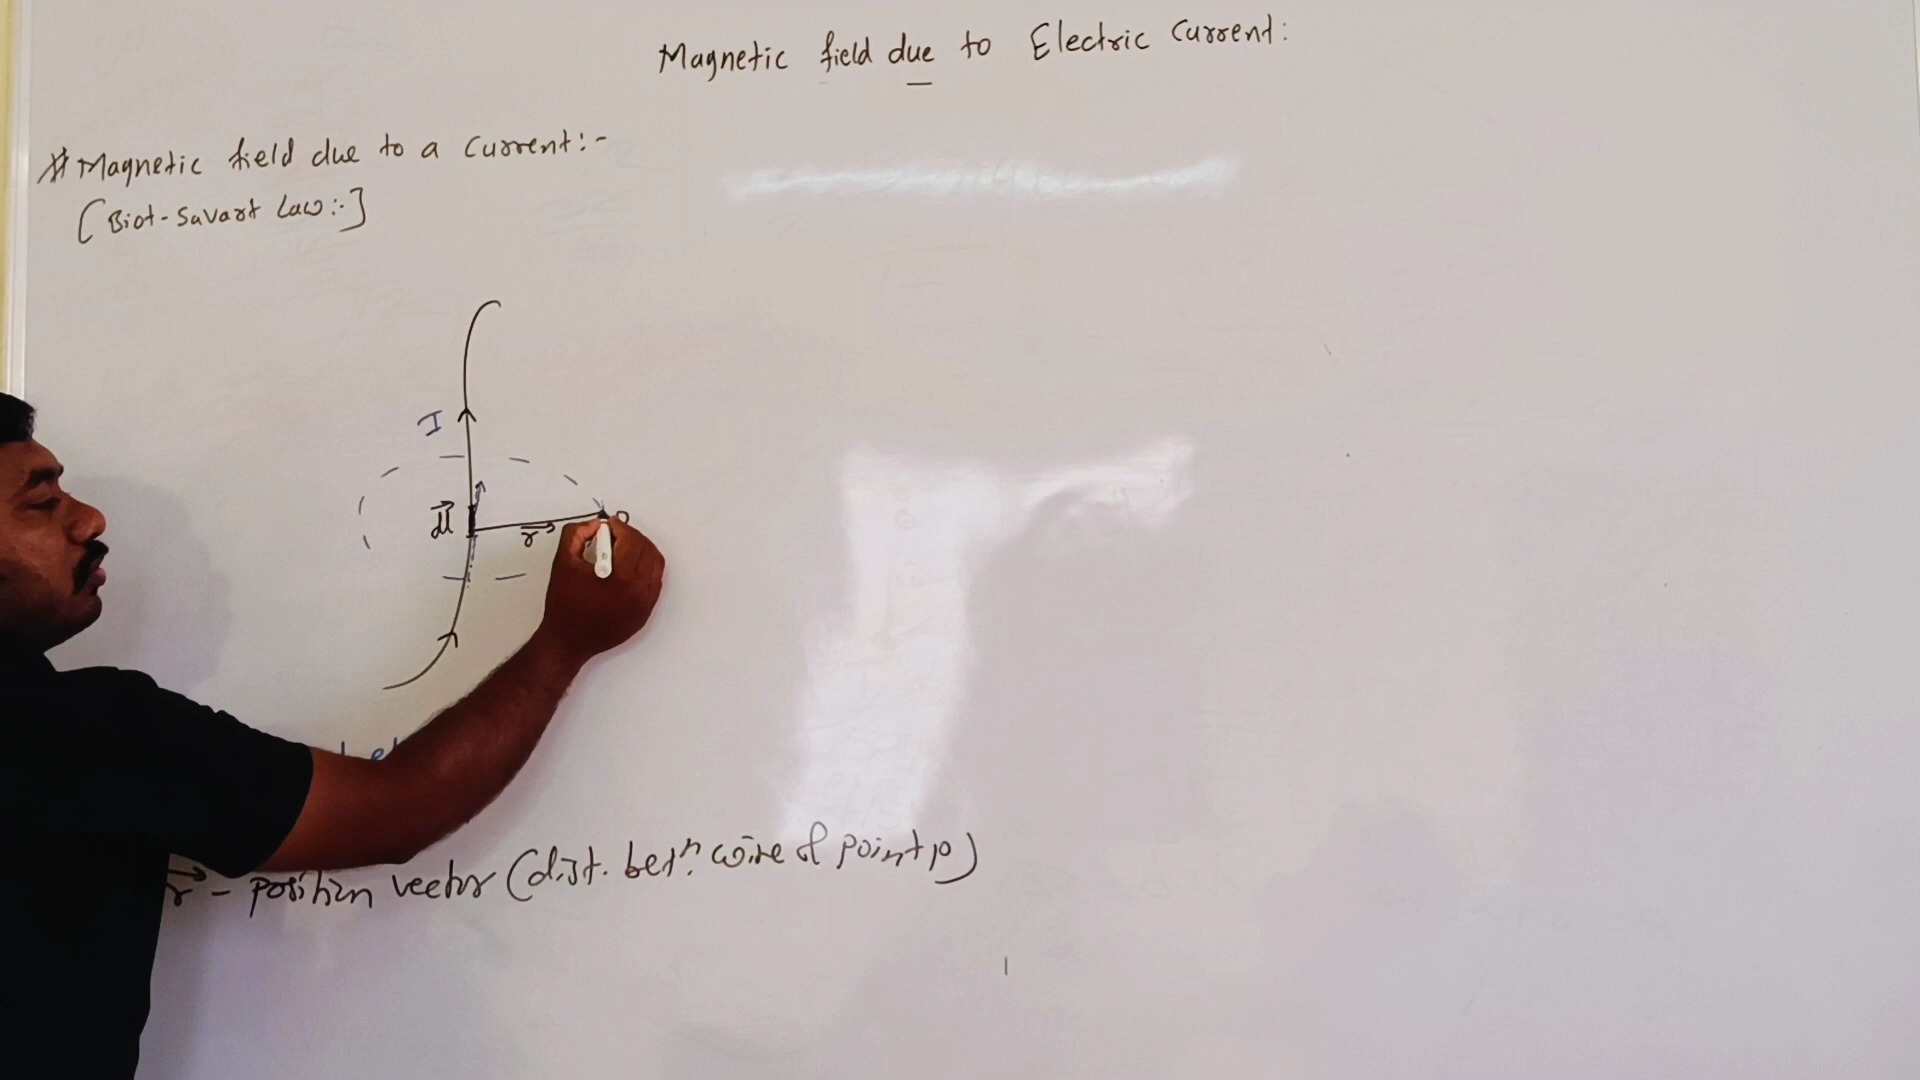 Magnetic field due to Electric Current:
# Magnetic field due to a Current:-
[Biot-Savart Law:-]
I
dl
r
P
r - position vector (dist. betn. wire & point p)